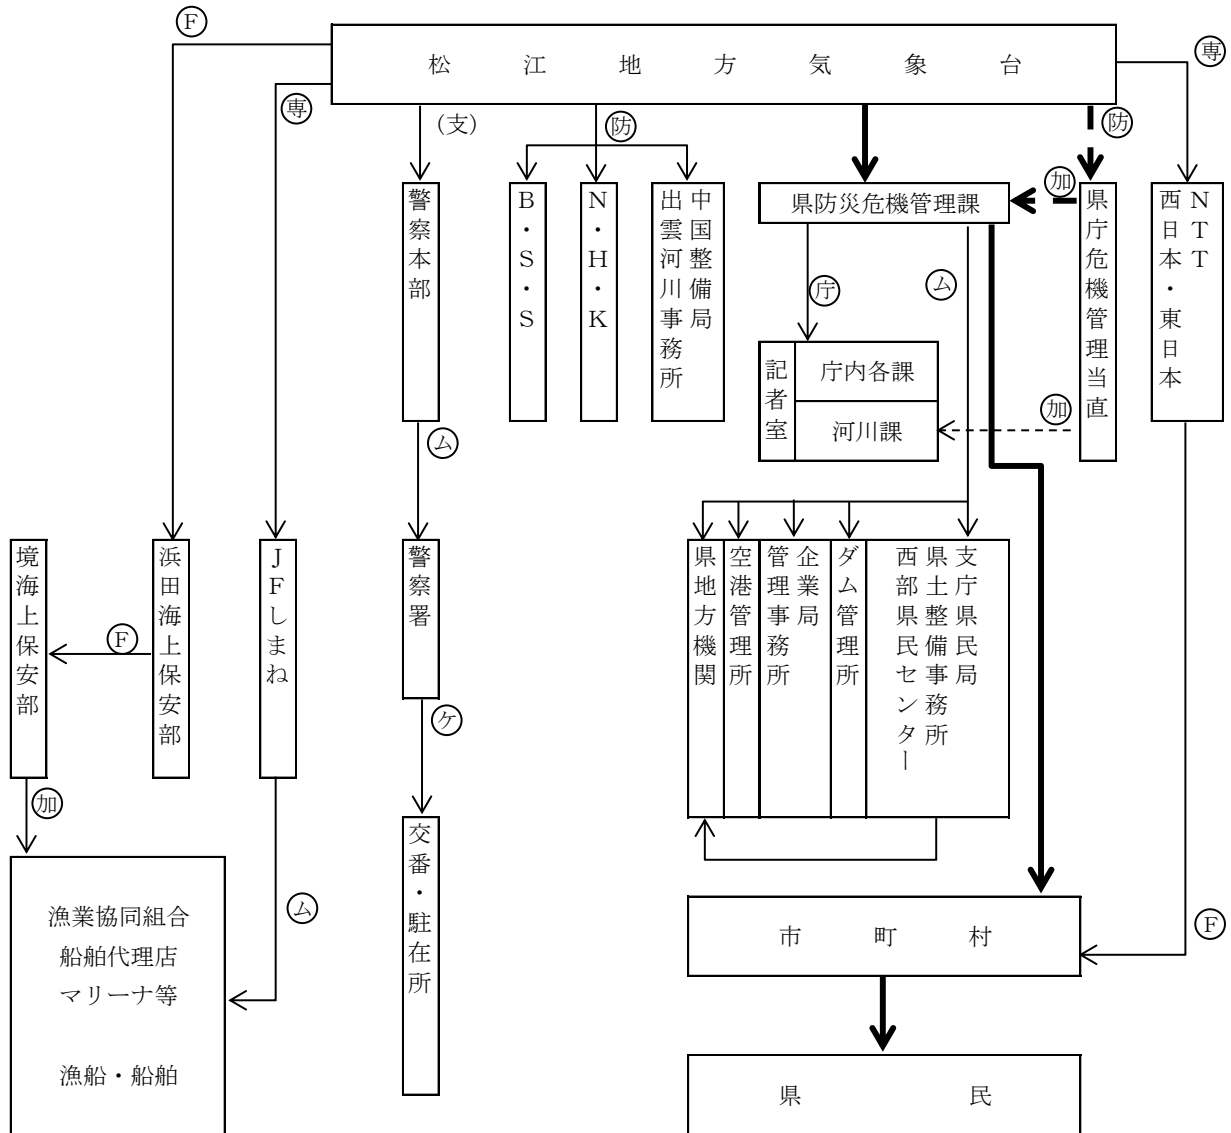 Ⓕ
松江地方気象台
専
専
(支)
防
防
警察本部
B・S・S
N・H・K
中国整備局
出雲河川事務所
県防災危機管理課
加
県庁危機管理当直
NTT
西日本・東日本
庁
ム
記者室
庁内各課
河川課
加
ム
境海上保安部
Ⓕ
浜田海上保安部
JFしまね
警察署
県地方機関
空港管理所
企業局
管理事務所
ダム管理所
支庁県民局
県土整備事務所
西部県民センター
ケ
加
漁業協同組合
船舶代理店
マリーナ等
漁船・船舶
ム
交番・駐在所
市町村
Ⓕ
県民